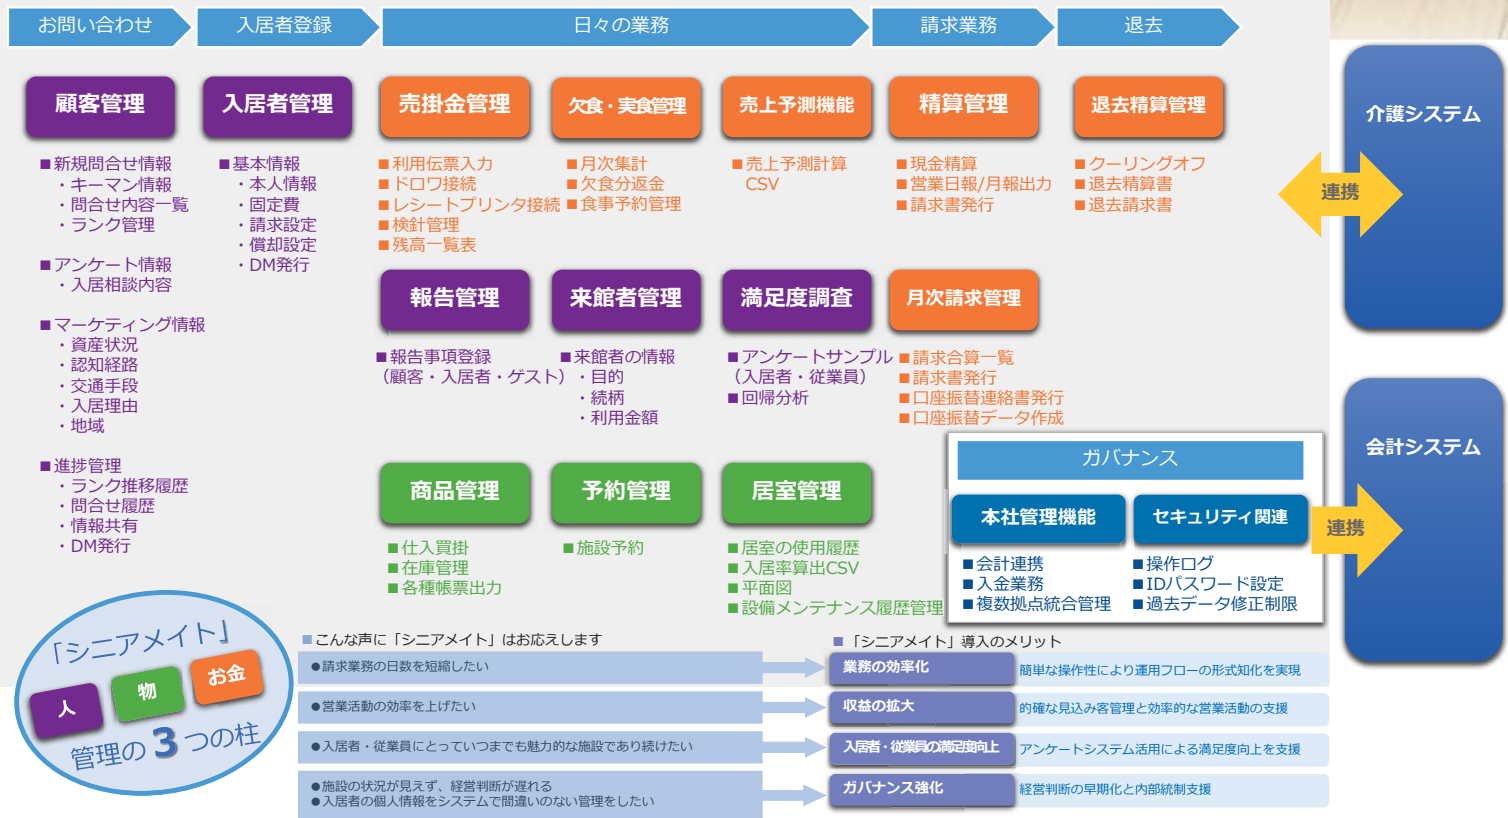 お問い合わせ
入居者登録
日々の業務
請求業務
退去
顧客管理
■新規問合せ情報
・キーマン情報
・問合せ内容一覧
・ランク管理
■アンケート情報
・入居相談内容
■マーケティング情報
・資産状況
・認知経路
・交通手段
・入居理由
・地域
■進捗管理
・ランク推移履歴
・問合せ履歴
・情報共有
・DM発行
入居者管理
■基本情報
・本人情報
・固定費
・請求設定
・償却設定
・DM発行
売掛金管理
■利用伝票入力
■ドロワ接続
■レシートプリンタ接続
■検針管理
■残高一覧表
欠食・実食管理
■月次集計
■欠食分返金
■食事予約管理
売上予測機能
■売上予測計算
CSV
精算管理
■現金精算
■営業日報/月報出力
■請求書発行
退去精算管理
■クーリングオフ
■退去精算書
■退去請求書
報告管理
■報告事項登録
（顧客・入居者・ゲスト）
来館者管理
■来館者の情報
・目的
・続柄
・利用金額
満足度調査
■アンケートサンプル
（入居者・従業員）
■回帰分析
月次請求管理
■請求合算一覧
■請求書発行
■口座振替連絡書発行
■口座振替データ作成
商品管理
■仕入買掛
■在庫管理
■各種帳票出力
予約管理
■施設予約
居室管理
■居室の使用履歴
■入居率算出CSV
■平面図
■設備メンテナンス履歴管理
ガバナンス
本社管理機能
■会計連携
■入金業務
■複数拠点統合管理
セキュリティ関連
■操作ログ
■IDパスワード設定
■過去データ修正制限
介護システム
連携
会計システム
連携
「シニアメイト」
人
物
お金
管理の3つの柱
■こんな声に「シニアメイト」はお応えします
●請求業務の日数を短縮したい
●営業活動の効率を上げたい
●入居者・従業員にとっていつまでも魅力的な施設であり続けたい
●施設の状況が見えず、経営判断が遅れる
●入居者の個人情報をシステムで間違いのない管理をしたい
■「シニアメイト」導入のメリット
業務の効率化
簡単な操作性により運用フローの形式知化を実現
収益の拡大
的確な見込み客管理と効率的な営業活動の支援
入居者・従業員の満足度向上
アンケートシステム活用による満足度向上を支援
ガバナンス強化
経営判断の早期化と内部統制支援